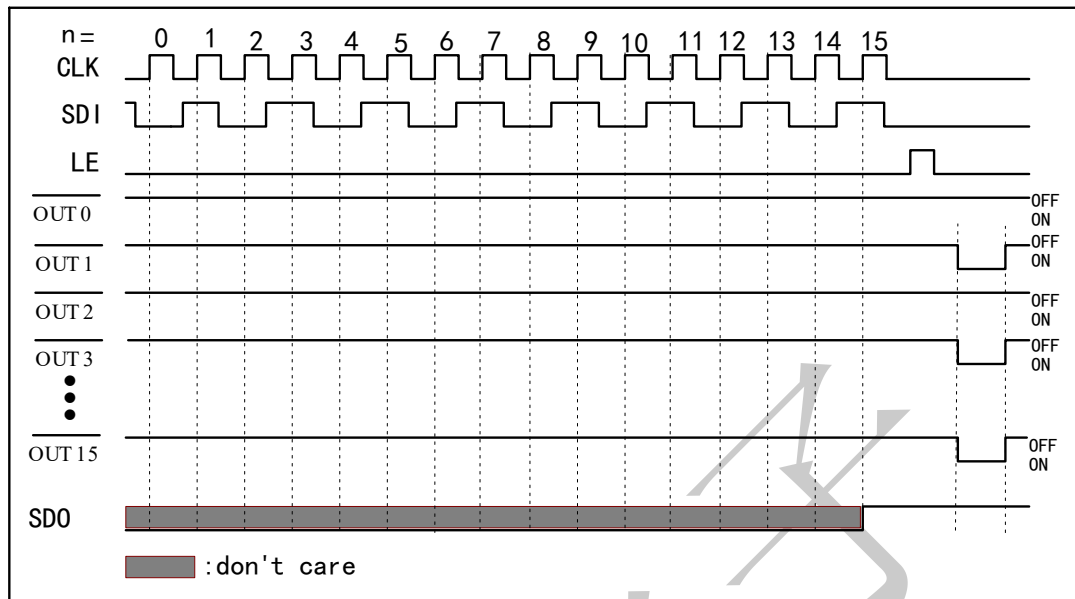 n= 0 1 2 3 4 5 6 7 8 9 10 11 12 13 14 15
CLK
SDI
LE
OUT 0 OFF
ON
OUT 1 OFF
ON
OUT 2 OFF
ON
OUT 3 OFF
ON
OUT 15 OFF
ON
SDO
:don't care